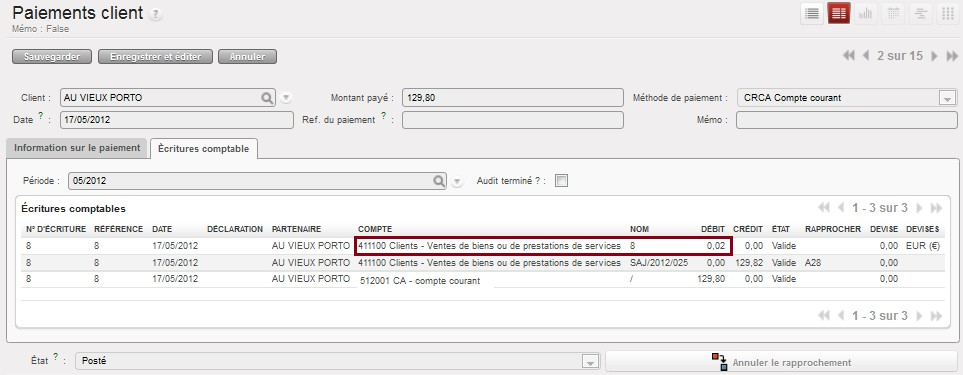 Paiements client ?
Mémo : False
Sauvegarder Enregistrer et éditer Annuler 2 sur 15
Client : AU VIEUX PORTO Montant payé : 129,80 Méthode de paiement : CRCA Compte courant
Date ? : 17/05/2012 Ref. du paiement ? : Mémo :
Information sur le paiement Ècritures comptable
Période : 05/2012 Audit terminé ? :
Écritures comptables 1 - 3 sur 3
Nº D'ÉCRITURE RÉFÉRENCE DATE DÉCLARATION PARTENAIRE COMPTE NOM DÉBIT CRÉDIT ÉTAT RAPPROCHER DEVISE DEVISES
8 8 17/05/2012 AU VIEUX PORTO 411100 Clients - Ventes de biens ou de prestations de services 8 0,02 0,00 Valide 0,00 EUR (€)
8 8 17/05/2012 AU VIEUX PORTO 411100 Clients - Ventes de biens ou de prestations de services SAJ/2012/025 0,00 129,82 Valide A28 0,00
8 8 17/05/2012 AU VIEUX PORTO 512001 CA - compte courant / 129,80 0,00 Valide 0,00
1 - 3 sur 3
État ? : Posté Annuler le rapprochement